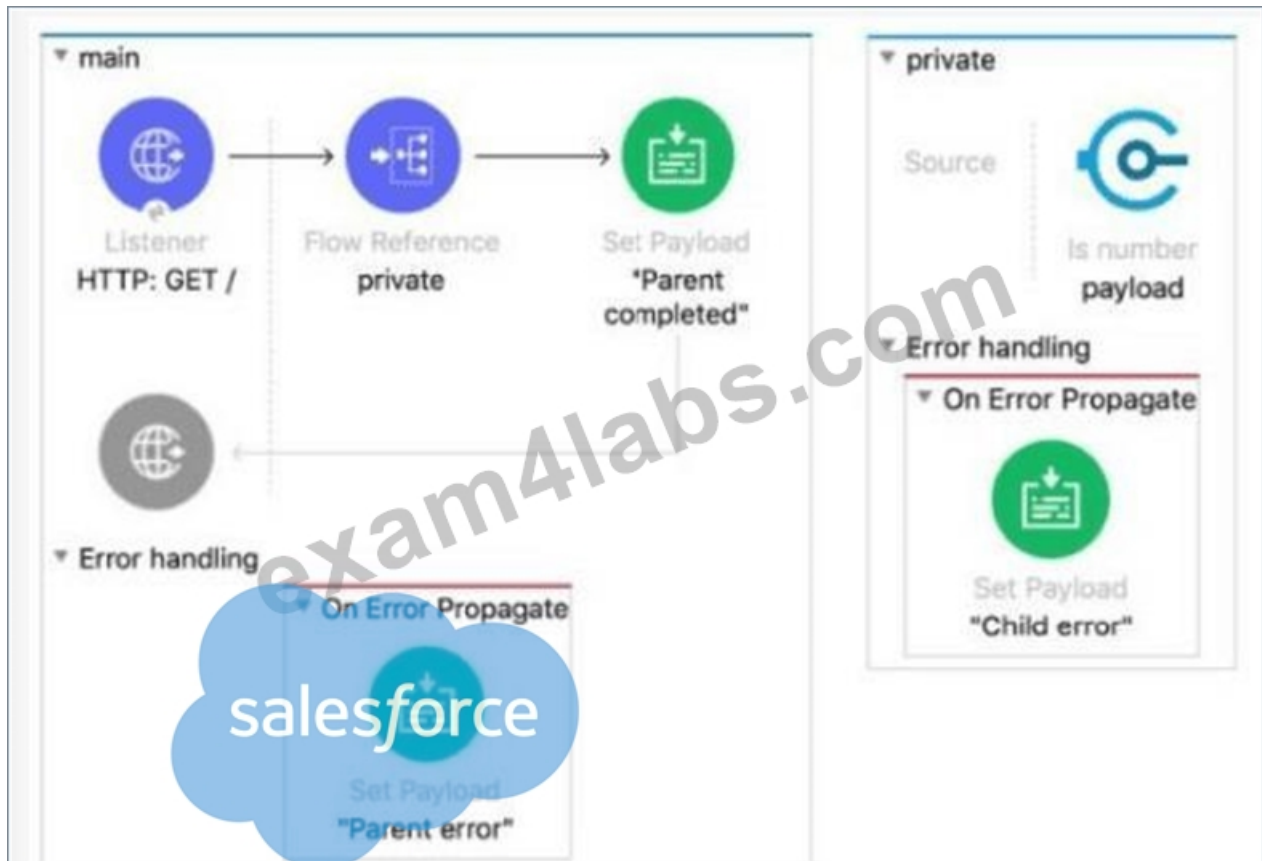 main
Listener
HTTP: GET /
Flow Reference
private
Set Payload
"Parent
completed"
Error handling
On Error Propagate
Set Payload
"Parent error"
private
Source
Is number
payload
Error handling
On Error Propagate
Set Payload
"Child error"
exam4labs.com
salesforce